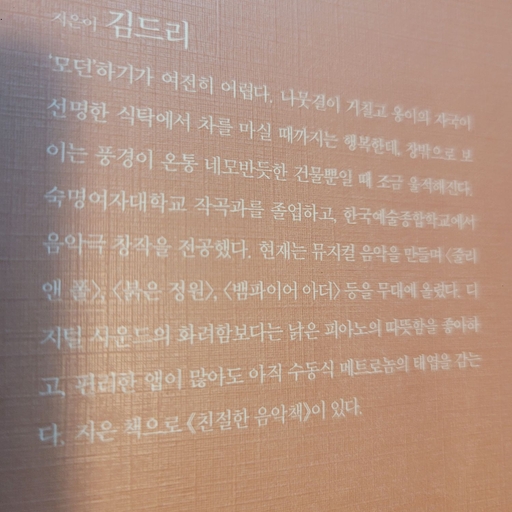 지은이 김드리
'모던'하기가 여전히 어렵다. 나뭇결이 거칠고 옹이의 자국이
선명한 식탁에서 차를 마실 때까지는 행복한데, 창밖으로 보
이는 풍경이 온통 네모반듯한 건물뿐일 때 조금 울적해진다.
숙명여자대학교 작곡과를 졸업하고, 한국예술종합학교에서
음악극 창작을 전공했다. 현재는 뮤지컬 음악을 만들며 〈줄리
앤 폴〉, 〈붉은 정원〉, 〈뱀파이어 아더〉 등을 무대에 올렸다. 디
지털 사운드의 화려함보다는 낡은 피아노의 따뜻함을 좋아하
고, 편리한 앱이 많아도 아직 수동식 메트로놈의 태엽을 감는
다. 지은 책으로 《친절한 음악책》이 있다.